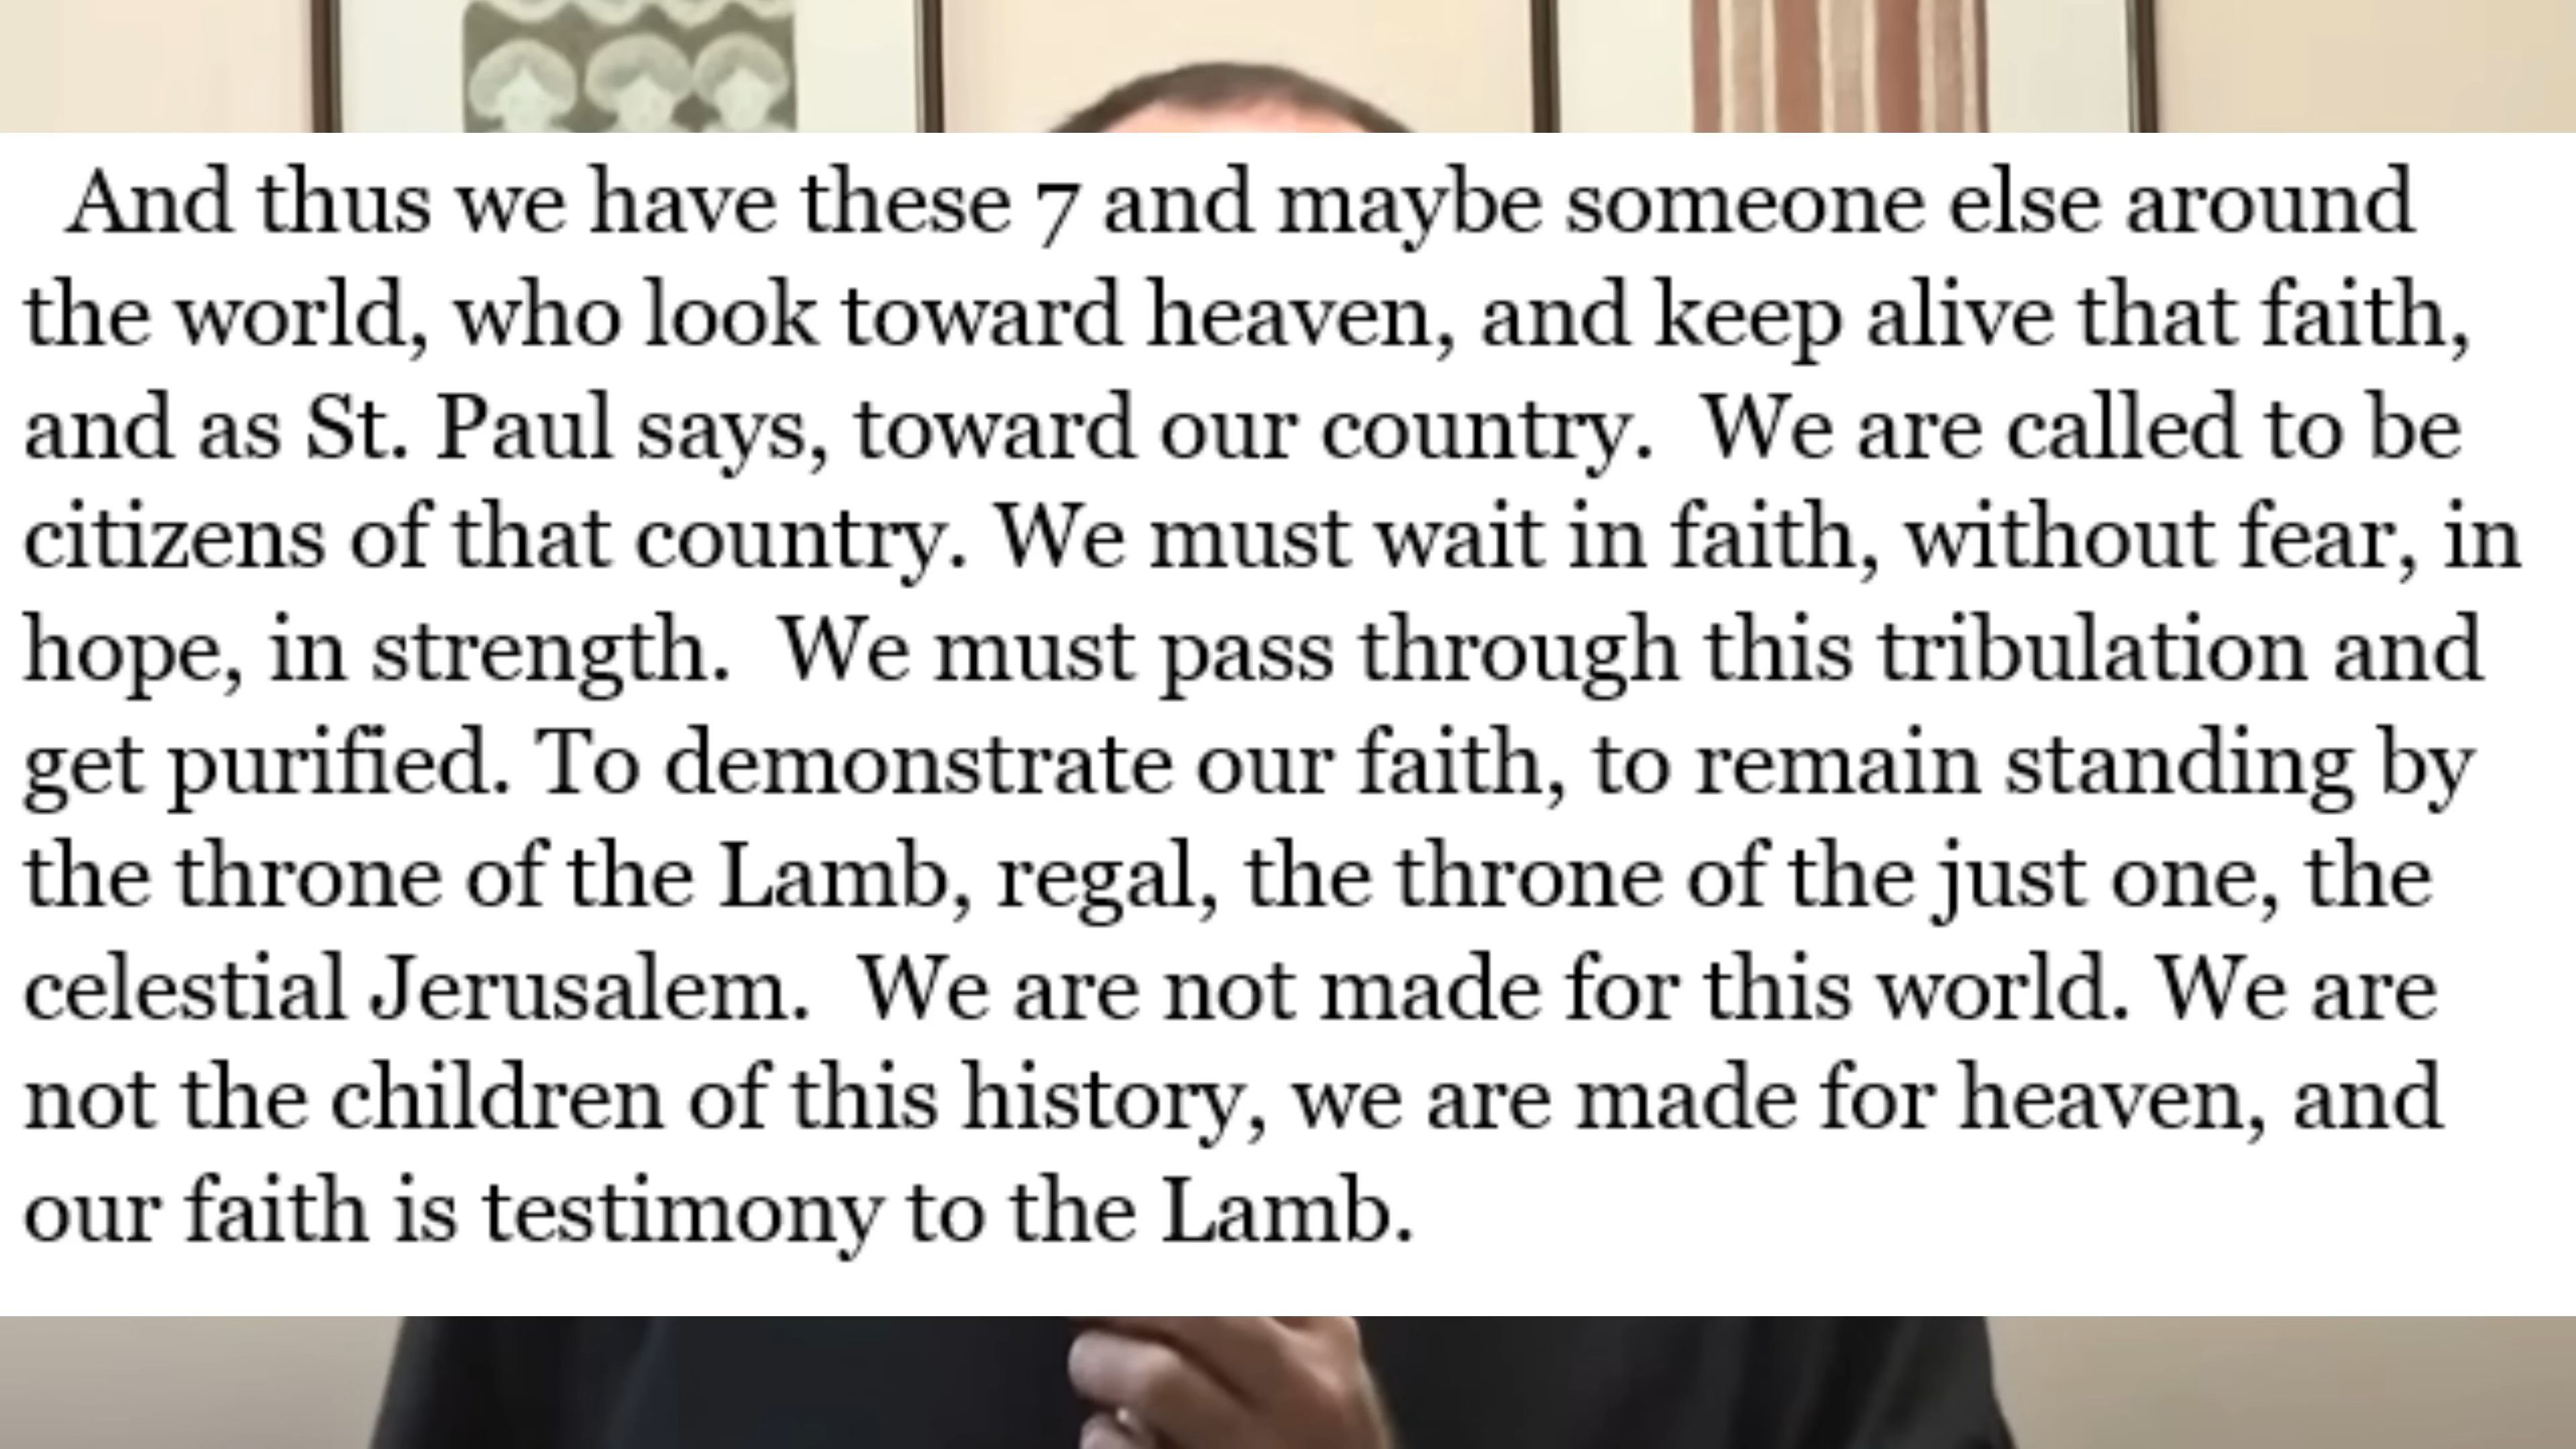 And thus we have these 7 and maybe someone else around
the world, who look toward heaven, and keep alive that faith,
and as St. Paul says, toward our country.  We are called to be
citizens of that country. We must wait in faith, without fear, in
hope, in strength.  We must pass through this tribulation and
get purified. To demonstrate our faith, to remain standing by
the throne of the Lamb, regal, the throne of the just one, the
celestial Jerusalem.  We are not made for this world. We are
not the children of this history, we are made for heaven, and
our faith is testimony to the Lamb.